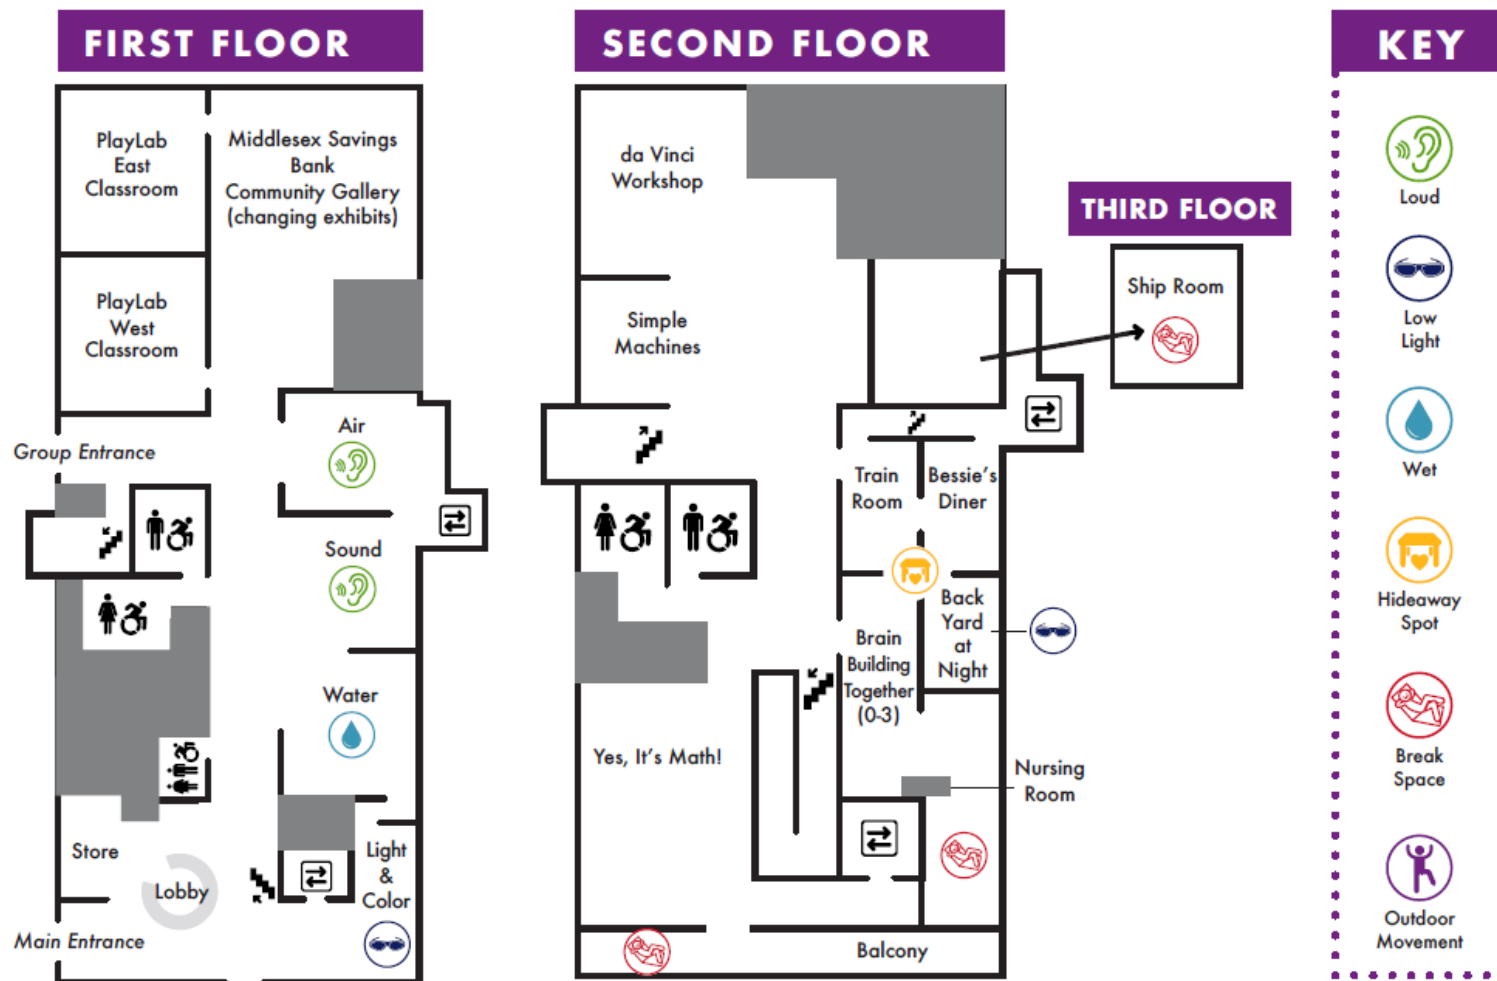 FIRST FLOOR
PlayLab
East
Classroom
Middlesex Savings
Bank
Community Gallery
(changing exhibits)
PlayLab
West
Classroom
Group Entrance
Air
Sound
Water
Store
Lobby
Light
&
Color
Main Entrance
SECOND FLOOR
da Vinci
Workshop
Simple
Machines
Train
Room
Bessie's
Diner
Back
Yard
at
Night
Brain
Building
Together
(0-3)
Yes, It's Math!
Nursing
Room
Balcony
THIRD FLOOR
Ship Room
KEY
Loud
Low
Light
Wet
Hideaway
Spot
Break
Space
Outdoor
Movement